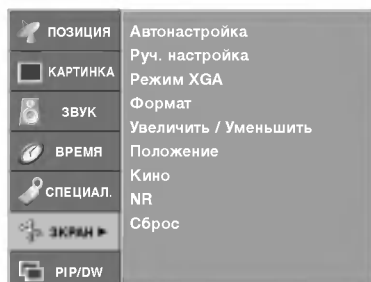 ПОЗИЦИЯ
КАРТИНКА
ЗВУК
ВРЕМЯ
СПЕЦИАЛ.
ЭКРАН ►
PIP/DW
Автонастройка
Руч. настройка
Режим XGA
Формат
Увеличить / Уменьшить
Положение
Кино
NR
Сброс